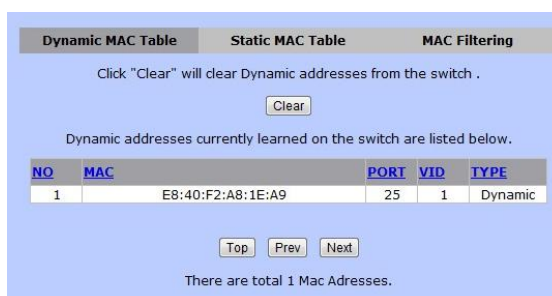 Dynamic MAC Table Static MAC Table MAC Filtering
Click "Clear" will clear Dynamic addresses from the switch .
Clear
Dynamic addresses currently learned on the switch are listed below.
NO MAC PORT VID TYPE
1 E8:40:F2:A8:1E:A9 25 1 Dynamic
Top Prev Next
There are total 1 Mac Adresses.